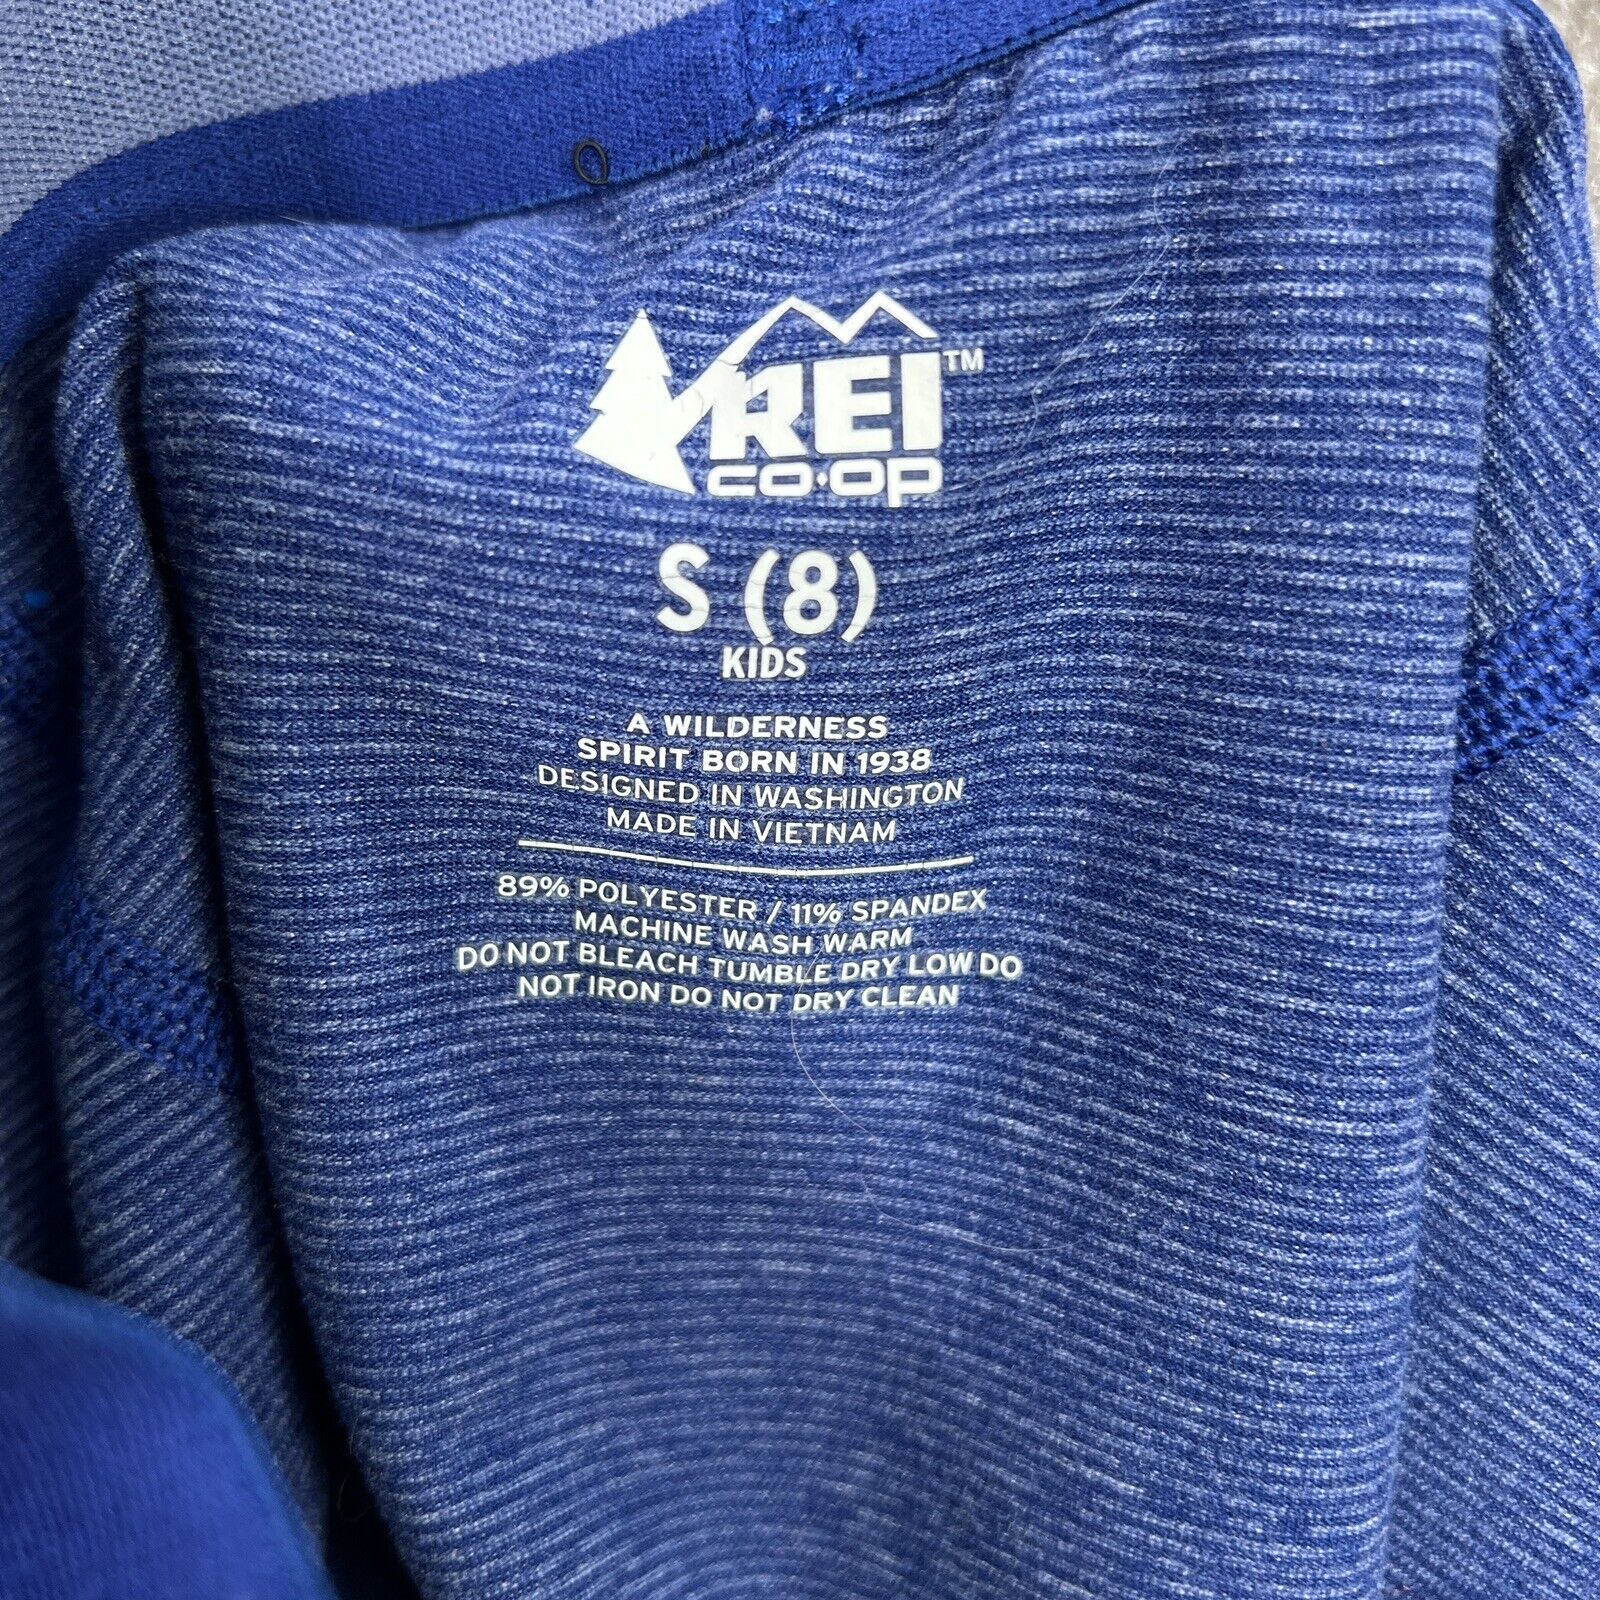 REI™
CO·OP
S (8)
KIDS
A WILDERNESS
SPIRIT BORN IN 1938
DESIGNED IN WASHINGTON
MADE IN VIETNAM
89% POLYESTER / 11% SPANDEX
MACHINE WASH WARM
DO NOT BLEACH TUMBLE DRY LOW DO
NOT IRON DO NOT DRY CLEAN